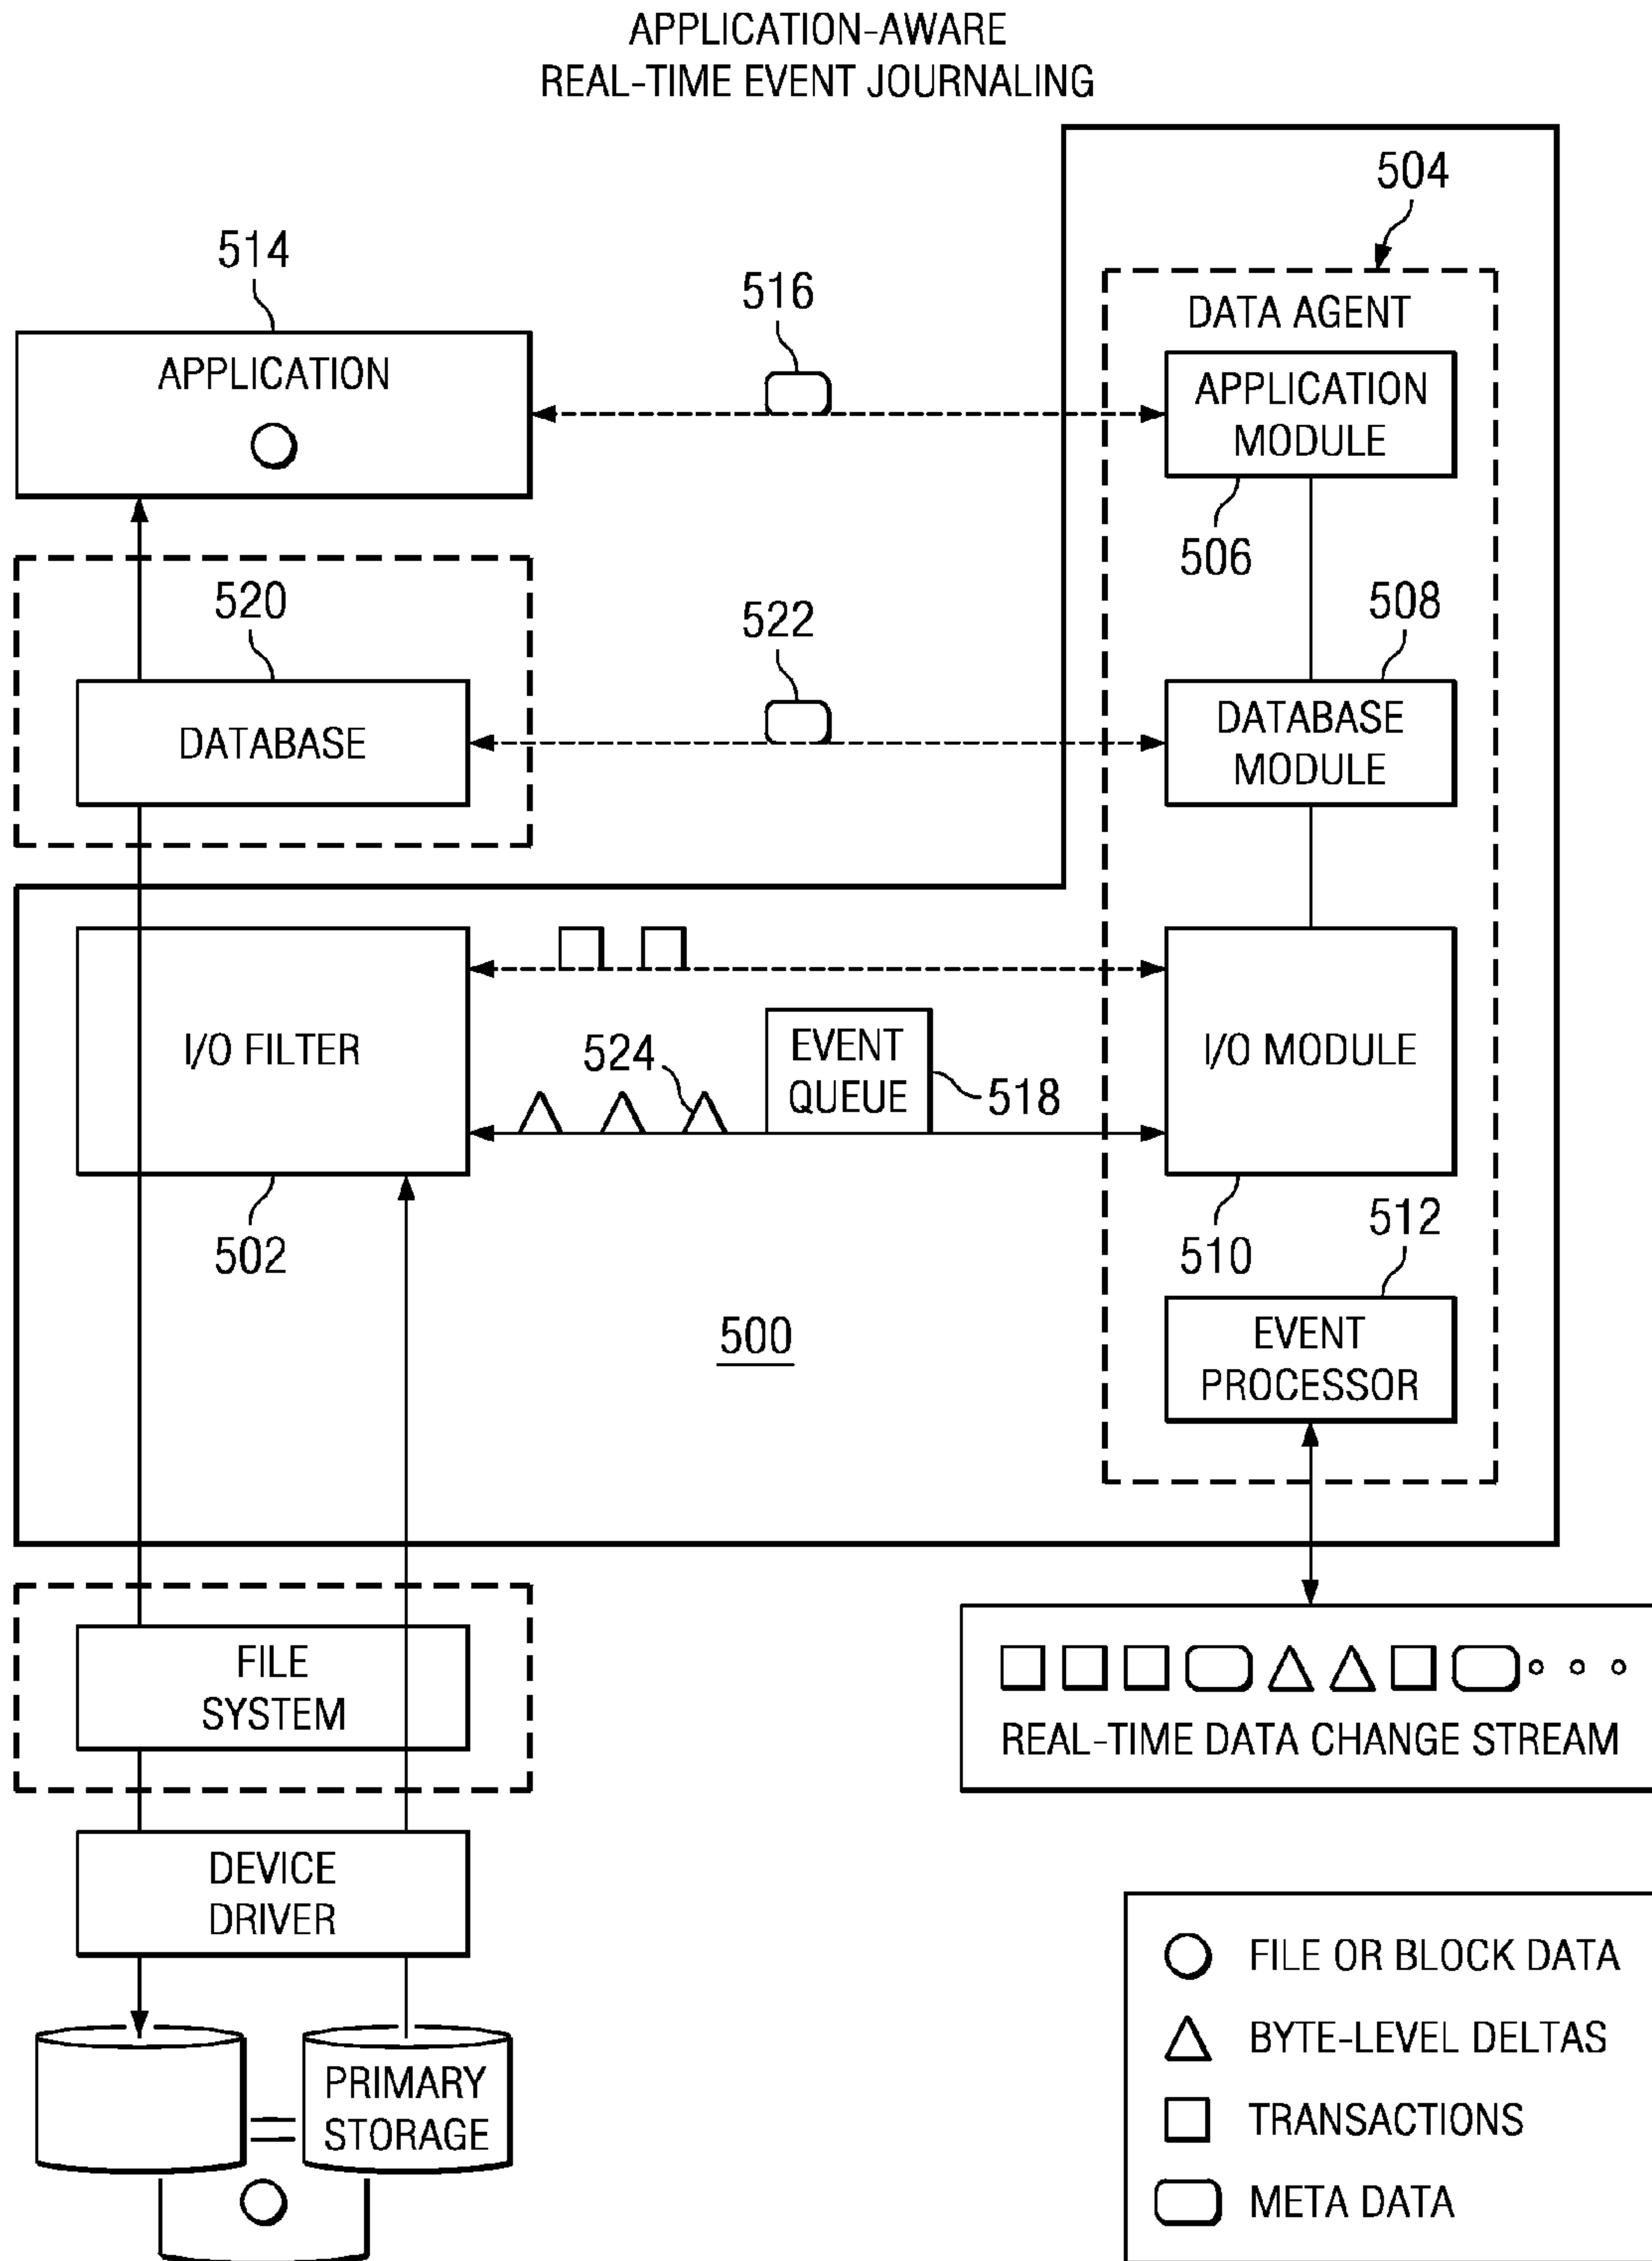 APPLICATION-AWARE
REAL-TIME EVENT JOURNALING
504
514
516
DATA AGENT
APPLICATION
APPLICATION
MODULE
506
520
522
508
DATABASE
DATABASE
MODULE
I/O FILTER
524
EVENT
QUEUE
518
I/O MODULE
502
510
512
500
EVENT
PROCESSOR
FILE
SYSTEM
REAL-TIME DATA CHANGE STREAM
DEVICE
DRIVER
PRIMARY
STORAGE
FILE OR BLOCK DATA
BYTE-LEVEL DELTAS
TRANSACTIONS
META DATA